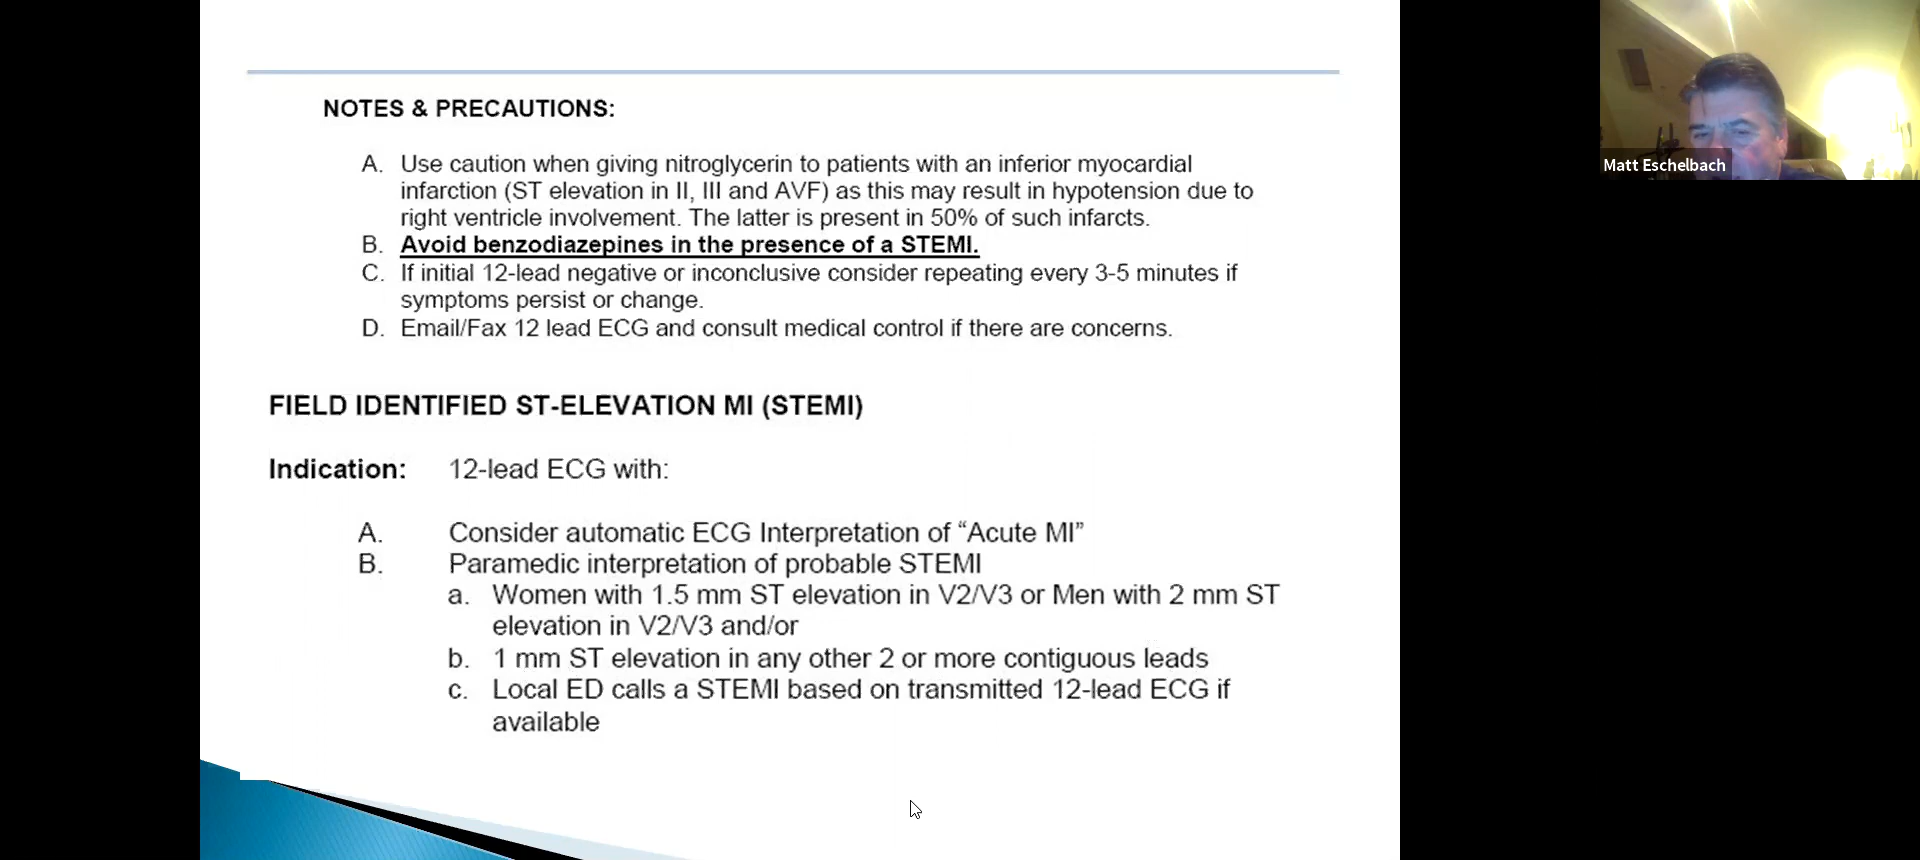 NOTES & PRECAUTIONS:
A. Use caution when giving nitroglycerin to patients with an inferior myocardial
infarction (ST elevation in II, III and AVF) as this may result in hypotension due to
right ventricle involvement. The latter is present in 50% of such infarcts.
B. Avoid benzodiazepines in the presence of a STEMI.
C. If initial 12-lead negative or inconclusive consider repeating every 3-5 minutes if
symptoms persist or change.
D. Email/Fax 12 lead ECG and consult medical control if there are concerns.
FIELD IDENTIFIED ST-ELEVATION MI (STEMI)
Indication: 12-lead ECG with:
A. Consider automatic ECG Interpretation of “Acute MI”
B. Paramedic interpretation of probable STEMI
a. Women with 1.5 mm ST elevation in V2/V3 or Men with 2 mm ST
elevation in V2/V3 and/or
b. 1 mm ST elevation in any other 2 or more contiguous leads
c. Local ED calls a STEMI based on transmitted 12-lead ECG if
available
Matt Eschelbach